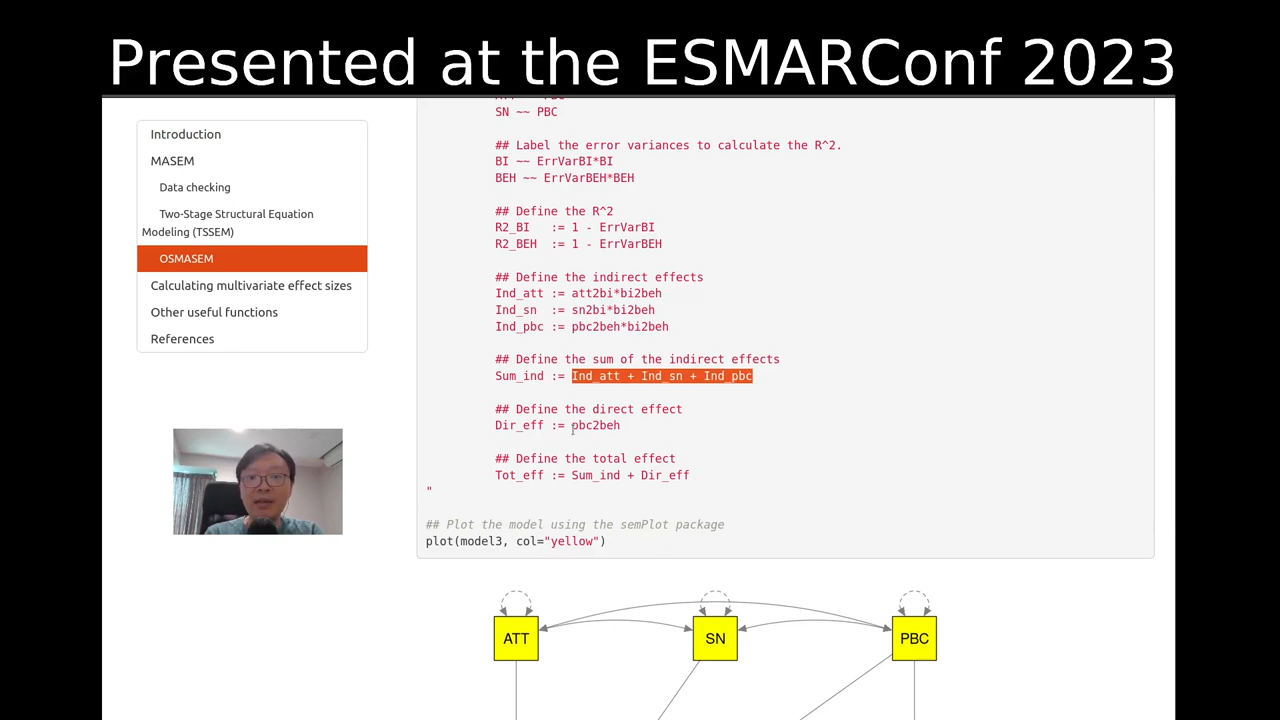 Presented at the ESMARConf 2023
Introduction
MASEM
Data checking
Two-Stage Structural Equation
Modeling (TSSEM)
OSMASEM
Calculating multivariate effect sizes
Other useful functions
References
SN ~~ PBC
## Label the error variances to calculate the R^2.
BI ~~ ErrVarBI*BI
BEH ~~ ErrVarBEH*BEH
## Define the R^2
R2_BI := 1 - ErrVarBI
R2_BEH := 1 - ErrVarBEH
## Define the indirect effects
Ind_att := att2bi*bi2beh
Ind_sn := sn2bi*bi2beh
Ind_pbc := pbc2beh*bi2beh
## Define the sum of the indirect effects
Sum_ind := Ind_att + Ind_sn + Ind_pbc
## Define the direct effect
Dir_eff := pbc2beh
## Define the total effect
Tot_eff := Sum_ind + Dir_eff
"
## Plot the model using the semPlot package
plot(model3, col="yellow")
ATT
SN
PBC